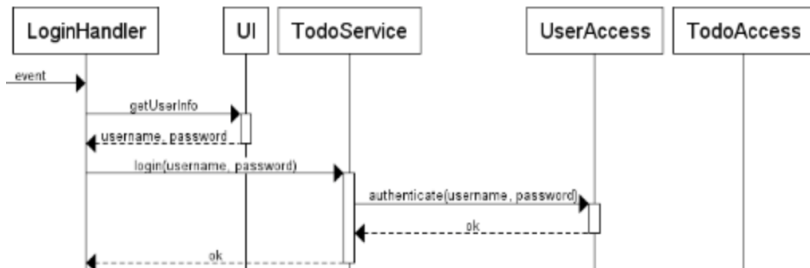 LoginHandler UI TodoService UserAccess TodoAccess
event
getUserInfo
username, password
login(username, password)
authenticate(username, password)
ok
ok